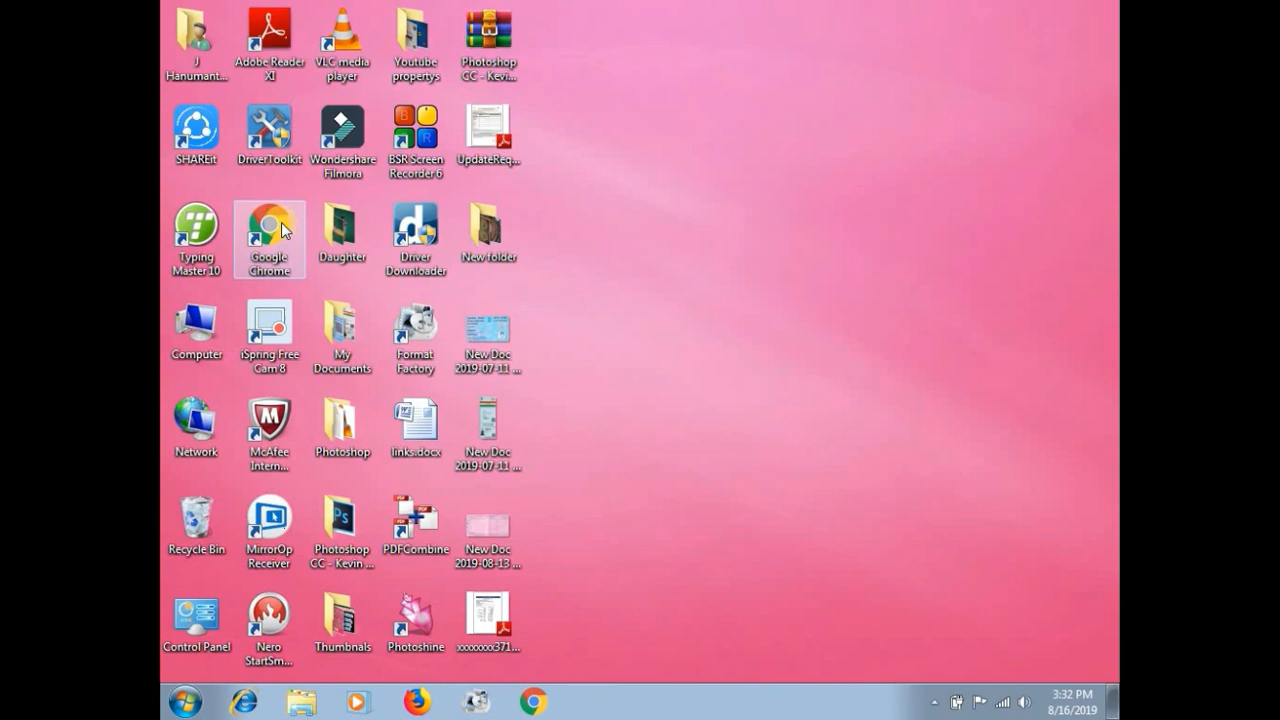 J
Hanumant...
Adobe Reader
XI
VLC media
player
Youtube
propertys
Photoshop
CC - Kevi...
SHAREit
DriverToolkit
Wondershare
Filmora
BSR Screen
Recorder 6
UpdateReq...
Typing
Master 10
Google
Chrome
Daughter
Driver
Downloader
New folder
Computer
iSpring Free
Cam 8
My
Documents
Format
Factory
New Doc
2019-07-11 ...
Network
McAfee
Intern...
Photoshop
links.docx
New Doc
2019-07-11 ...
Recycle Bin
MirrorOp
Receiver
Photoshop
CC - Kevin ...
PDFCombine
New Doc
2019-08-13 ...
Control Panel
Nero
StartSm...
Thumbnails
Photoshine
xxxxxxx371...
3:32 PM
8/16/2019